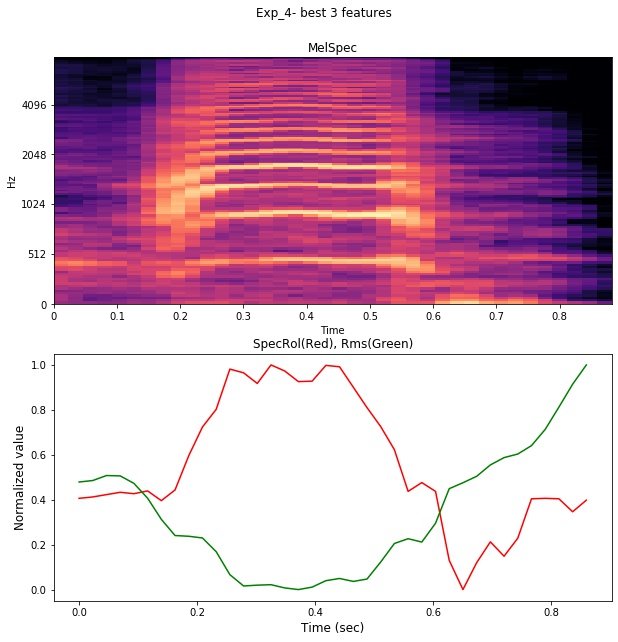 Exp_4- best 3 features
MelSpec
4096
2048
1024
512
0
Hz
0 0.1 0.2 0.3 0.4 0.5 0.6 0.7 0.8
Time
SpecRol(Red), Rms(Green)
1.0
0.8
0.6
0.4
0.2
0.0
Normalized value
0.0 0.2 0.4 0.6 0.8
Time (sec)